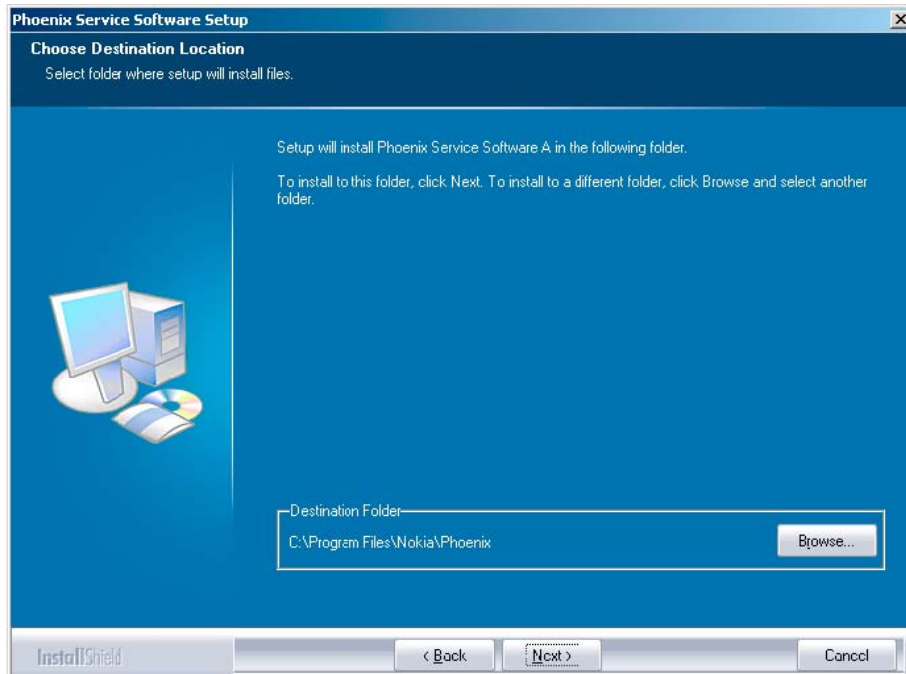 Phoenix Service Software Setup
Choose Destination Location
Select folder where setup will install files.
Setup will install Phoenix Service Software A in the following folder.
To install to this folder, click Next. To install to a different folder, click Browse and select another
folder.
Destination Folder
C:\Program Files\Nokia\Phoenix
Browse...
InstallShield
< Back
Next >
Cancel